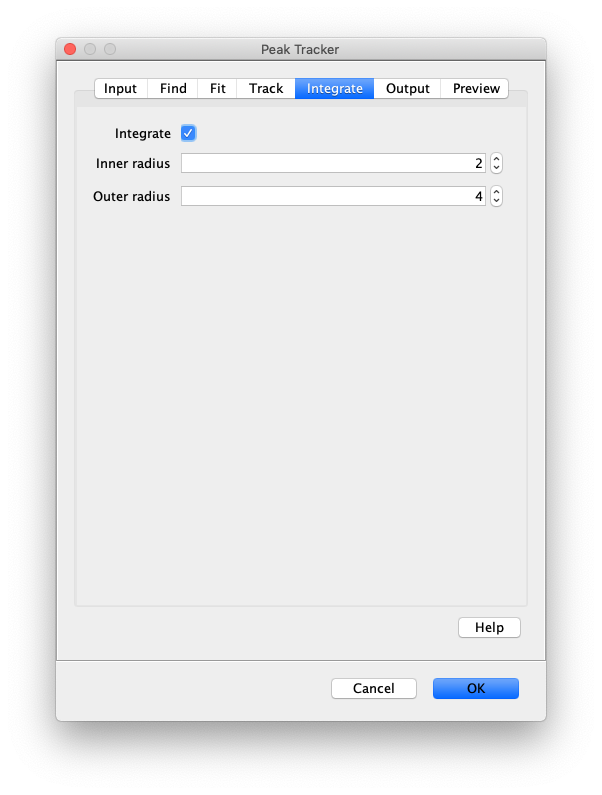 Peak Tracker
Input Find Fit Track Integrate Output Preview
Integrate
Inner radius 2
Outer radius 4
Help
Cancel OK